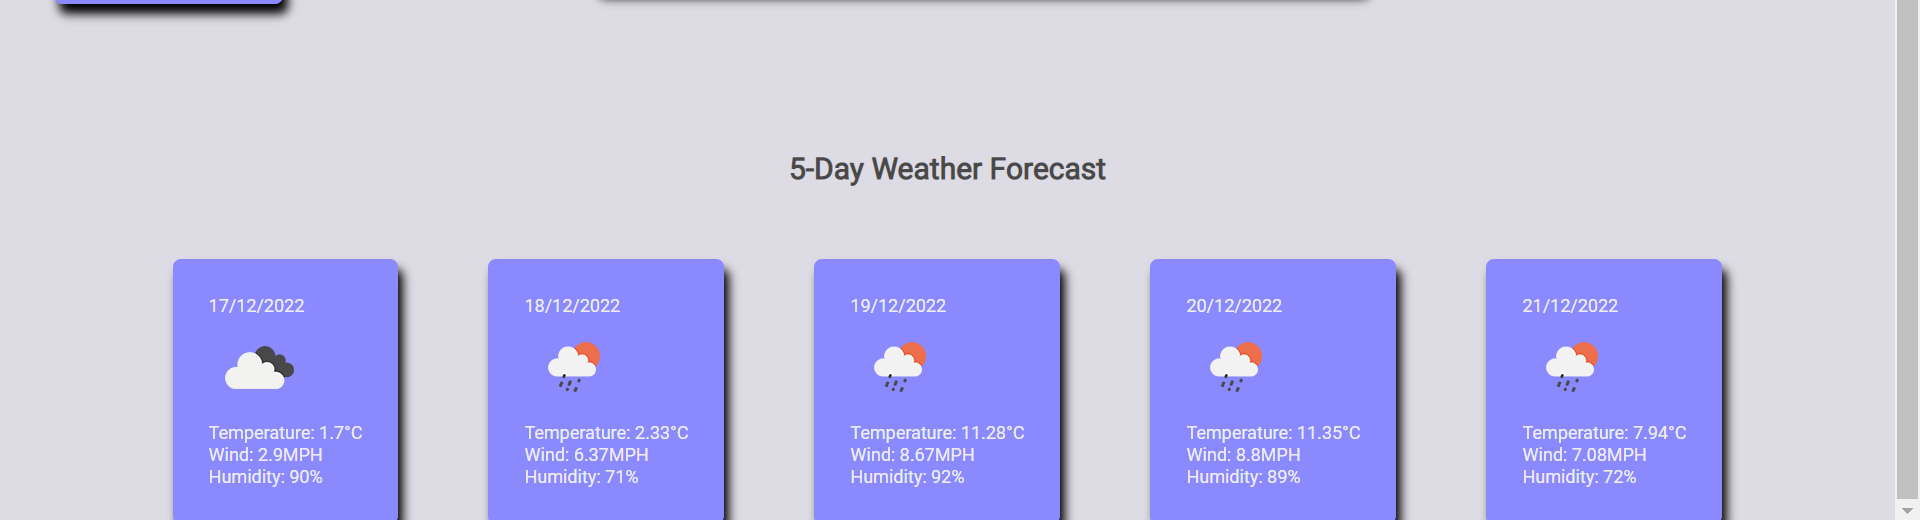 5-Day Weather Forecast
17/12/2022
Temperature: 1.7°C
Wind: 2.9MPH
Humidity: 90%
18/12/2022
Temperature: 2.33°C
Wind: 6.37MPH
Humidity: 71%
19/12/2022
Temperature: 11.28°C
Wind: 8.67MPH
Humidity: 92%
20/12/2022
Temperature: 11.35°C
Wind: 8.8MPH
Humidity: 89%
21/12/2022
Temperature: 7.94°C
Wind: 7.08MPH
Humidity: 72%